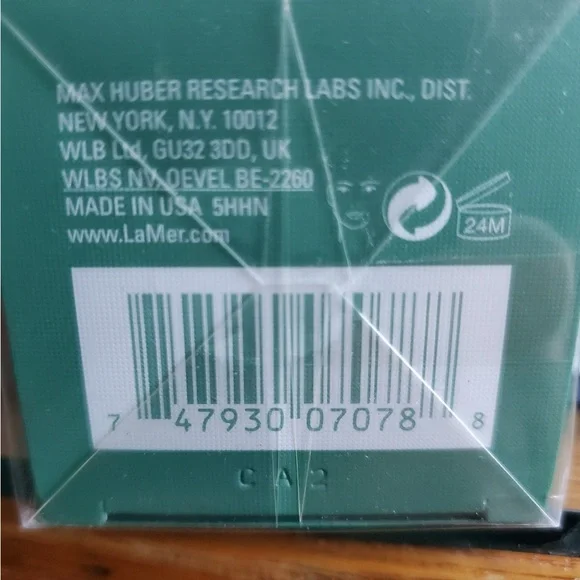 MAX HUBER RESEARCH LABS INC., DIST.
NEW YORK, N.Y. 10012
WLB Ltd. GU32 3DD, UK
WLBS NV. OEVEL BE-2260
MADE IN USA 5HHN
www.LaMer.com
24M
7 47930 07078 8
CA2